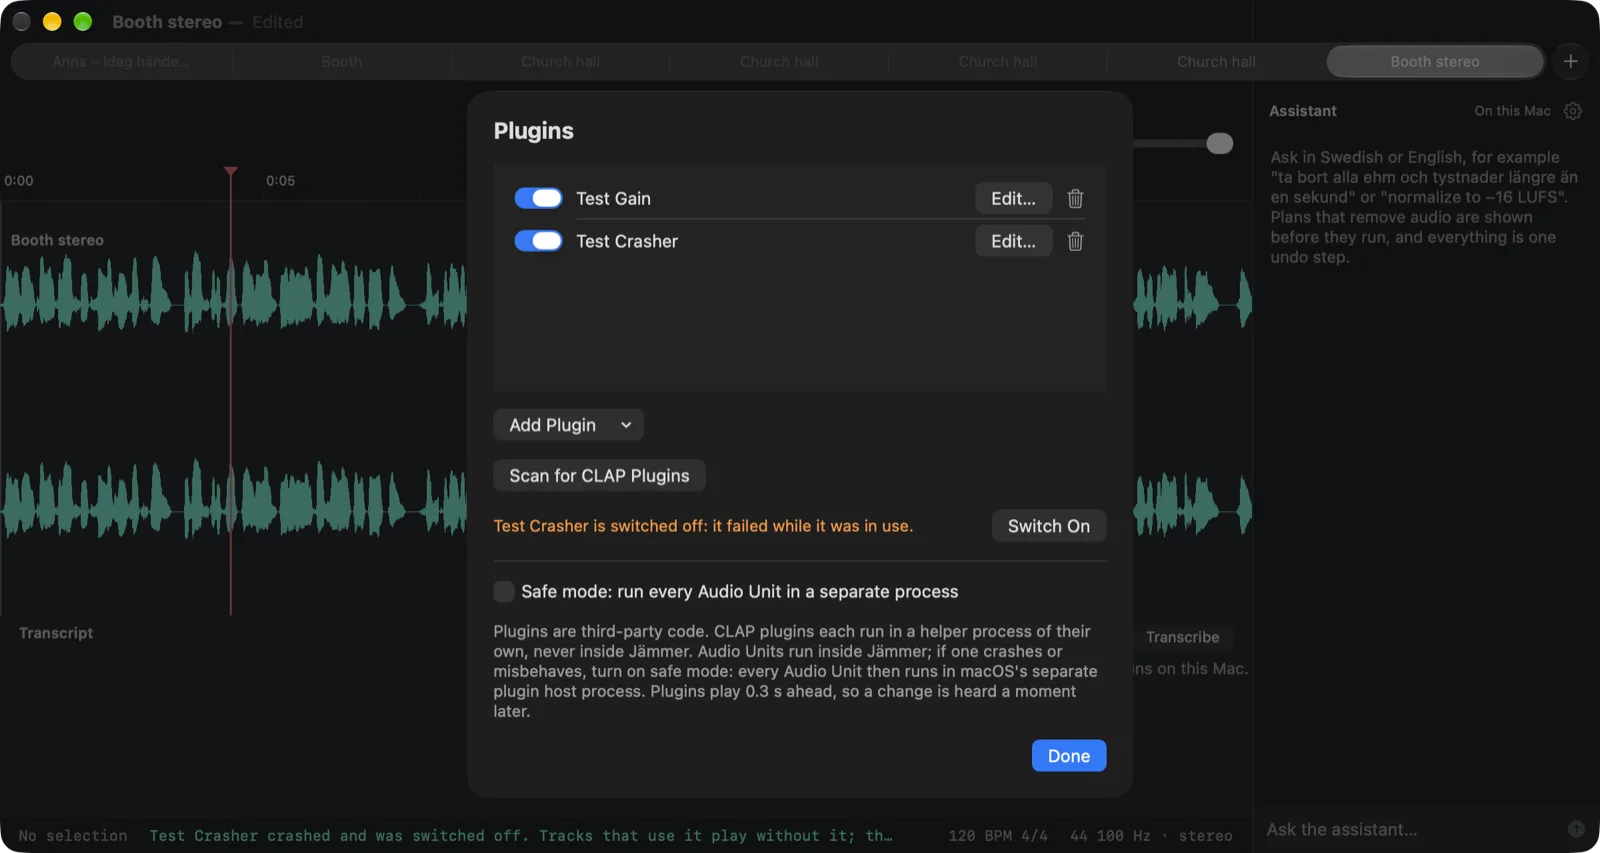 Booth stereo — Edited
Anna – Idag hände...
Booth
Church hall
Church hall
Church hall
Church hall
Booth stereo
Assistant
On this Mac
Ask in Swedish or English, for example
"ta bort alla ehm och tystnader längre än
en sekund" or "normalize to –16 LUFS".
Plans that remove audio are shown
before they run, and everything is one
undo step.
0:00
0:05
Booth stereo
Plugins
Test Gain
Edit...
Test Crasher
Edit...
Add Plugin
Scan for CLAP Plugins
Test Crasher is switched off: it failed while it was in use.
Switch On
Safe mode: run every Audio Unit in a separate process
Plugins are third-party code. CLAP plugins each run in a helper process of their
own, never inside Jämmer. Audio Units run inside Jämmer; if one crashes or
misbehaves, turn on safe mode: every Audio Unit then runs in macOS's separate
plugin host process. Plugins play 0.3 s ahead, so a change is heard a moment
later.
Done
Transcript
Transcribe
ns on this Mac.
No selection
Test Crasher crashed and was switched off. Tracks that use it play without it; th…
120 BPM 4/4
44 100 Hz · stereo
Ask the assistant...